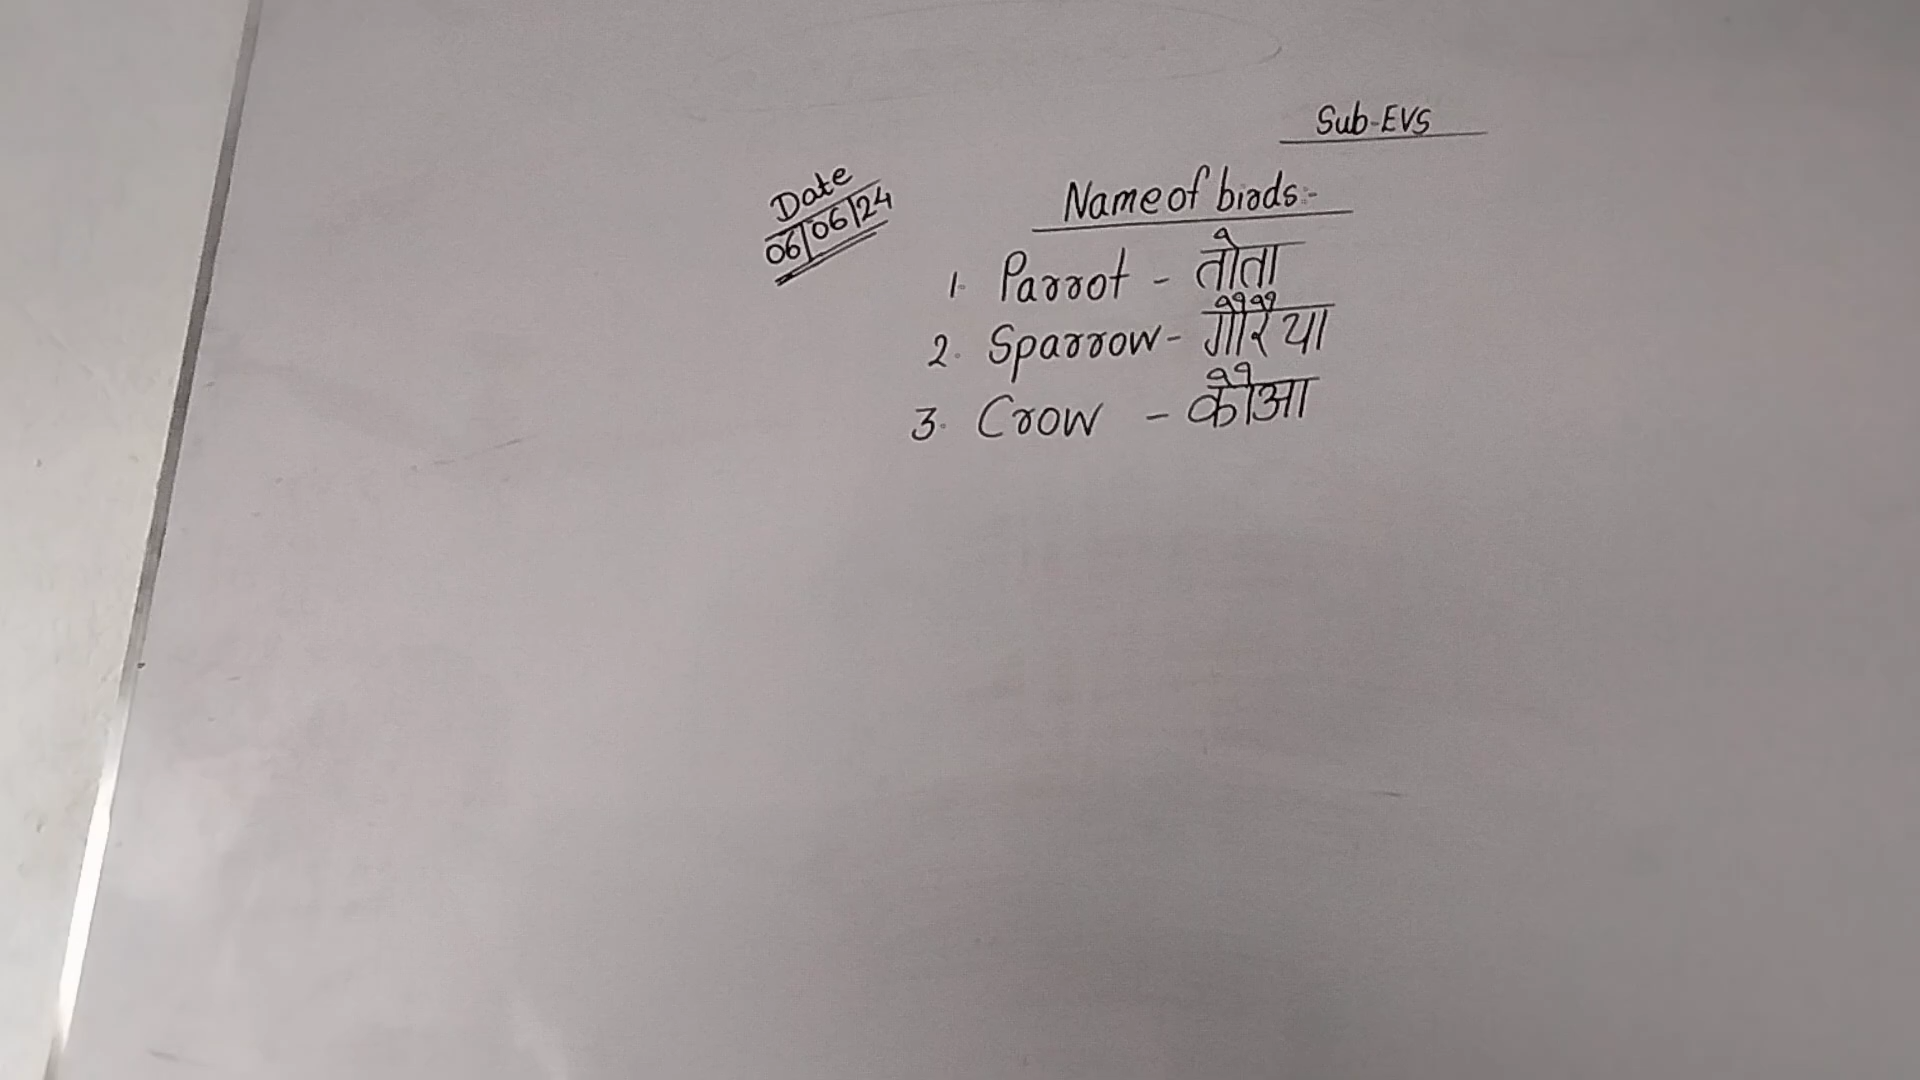 Sub-EVS
Date
06/06/24
Name of birds:-
1. Parrot - तोता
2. Sparrow - गौरैया
3. Crow - कौआ